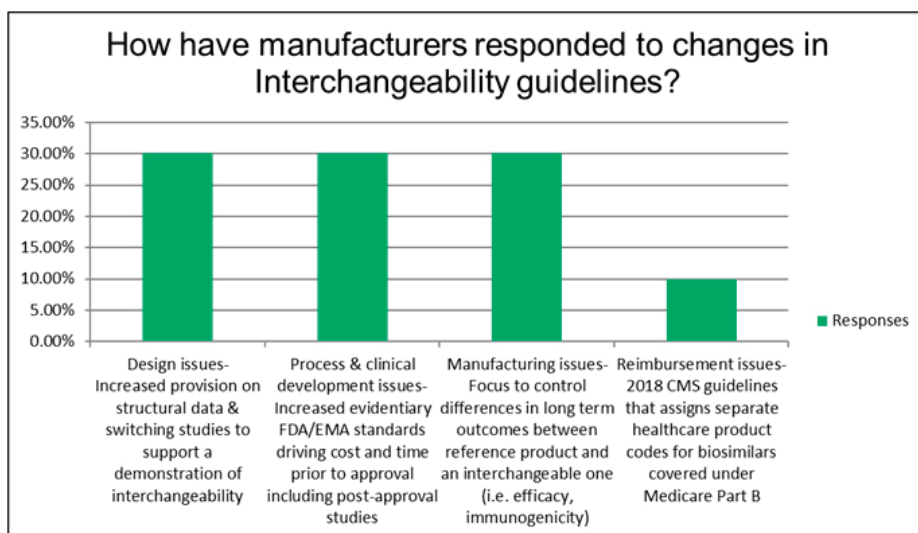 How have manufacturers responded to changes in
Interchangeability guidelines?
35.00%
30.00%
25.00%
20.00%
15.00%
10.00%
5.00%
0.00%
Design issues-
Increased provision on
structural data &
switching studies to
support a
demonstration of
interchangeability
Process & clinical
development issues-
Increased evidentiary
FDA/EMA standards
driving cost and time
prior to approval
including post-approval
studies
Manufacturing issues-
Focus to control
differences in long term
outcomes between
reference product and
an interchangeable one
(i.e. efficacy,
immunogenicity)
Reimbursement issues-
2018 CMS guidelines
that assigns separate
healthcare product
codes for biosimilars
covered under
Medicare Part B
Responses